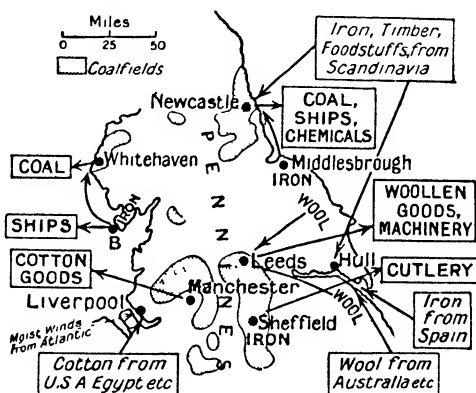 Miles
0 25 50
Coalfields
Iron, Timber,
Foodstuffs, from
Scandinavia
Newcastle
COAL,
SHIPS,
CHEMICALS
COAL
Whitehaven
Middlesbrough
IRON
PENNINES
IRON
SHIPS
B
WOOL
WOOLLEN
GOODS,
MACHINERY
COTTON
GOODS
Leeds
Hull
CUTLERY
Manchester
WOOL
Liverpool
Sheffield
IRON
Iron from
Spain
Moist Winds
from Atlantic
Cotton from
U.S A Egypt etc
Wool from
Australia etc